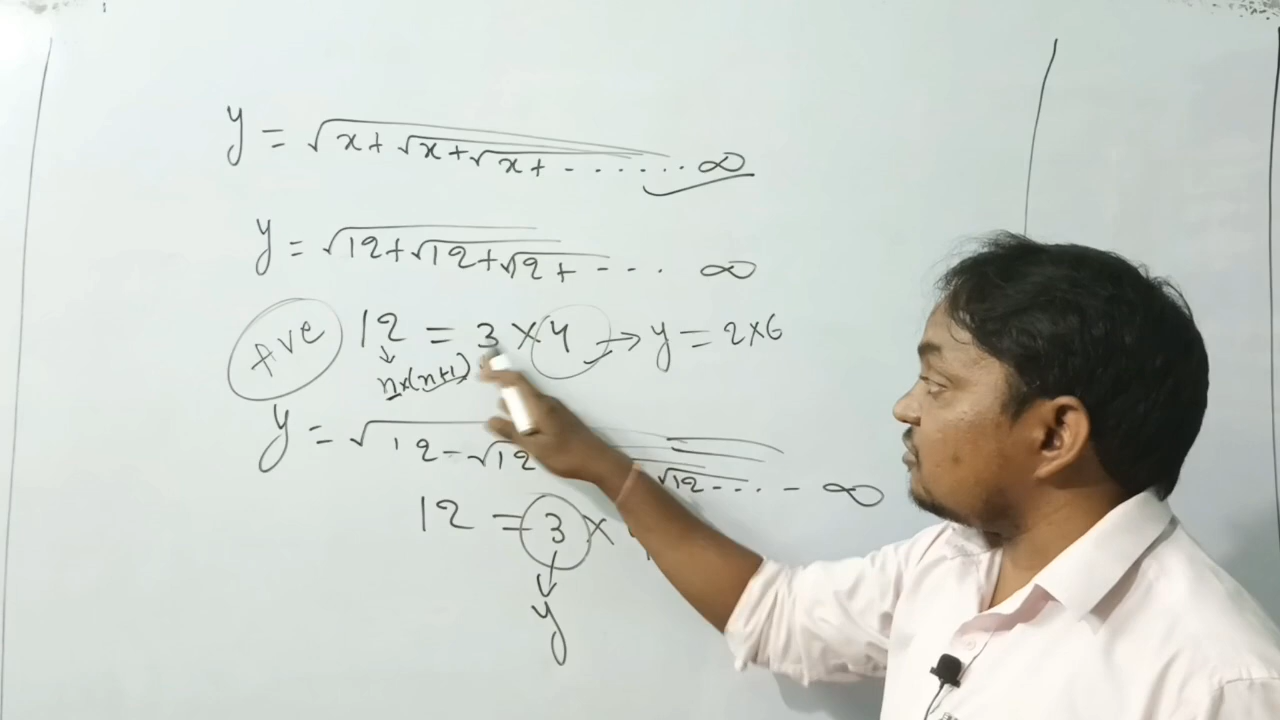 y = √x + √x + √x + ...... ∞
y = √12 + √12 + √12 + .... ∞
+ve 12 = 3 × 4 → y = 2×6
n×(n+1)
y = √12 - √12 √12 .... - ∞
12 = 3 ×
y